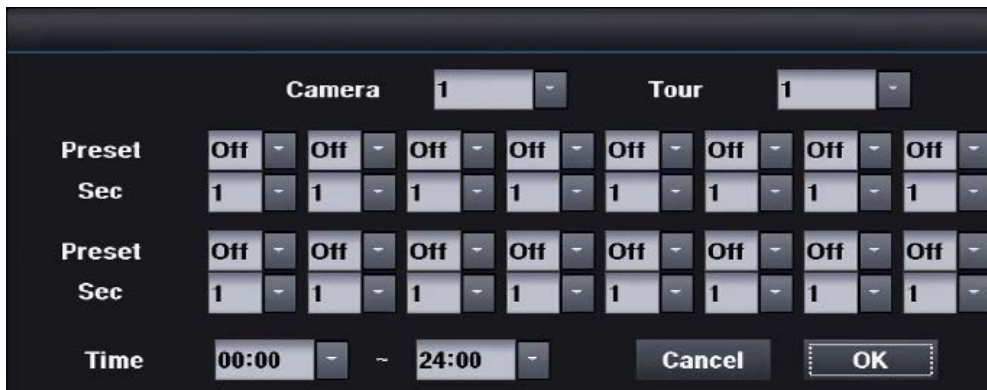 Camera 1 Tour 1
Preset Off Off Off Off Off Off Off Off
Sec 1 1 1 1 1 1 1 1
Preset Off Off Off Off Off Off Off Off
Sec 1 1 1 1 1 1 1 1
Time 00:00 ~ 24:00 Cancel OK